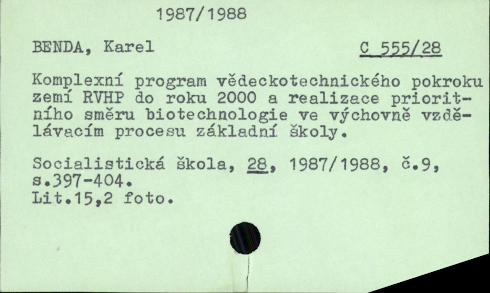 1987/1988
BENDA, Karel C 555/28
Komplexní program vědeckotechnického pokroku
zemí RVHP do roku 2000 a realizace priorit-
ního směru biotechnologie ve výchovně vzdě-
lávacím procesu základní školy.
Socialistická škola, 28, 1987/1988, č.9,
s.397-404.
Lit.15,2 foto.